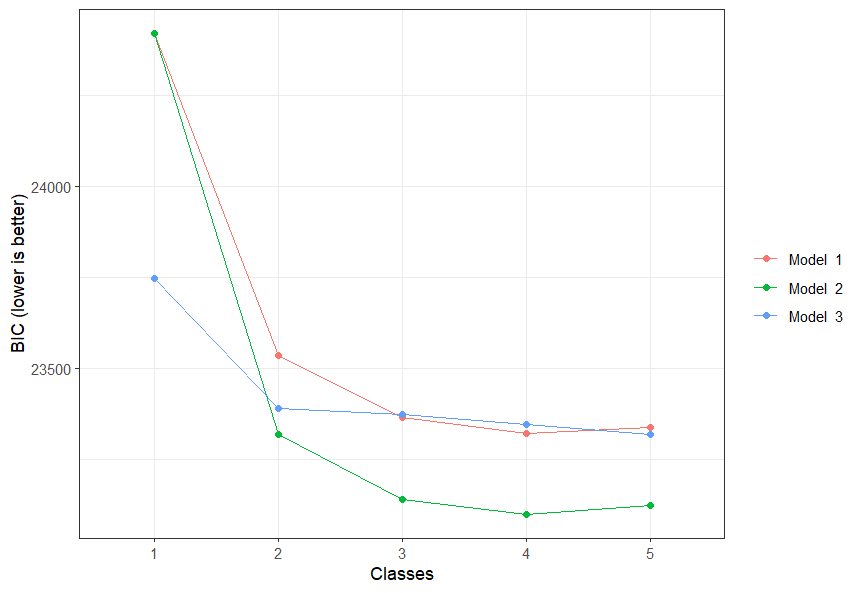 BIC (lower is better)
24000
23500
1 2 3 4 5
Classes
Model 1
Model 2
Model 3